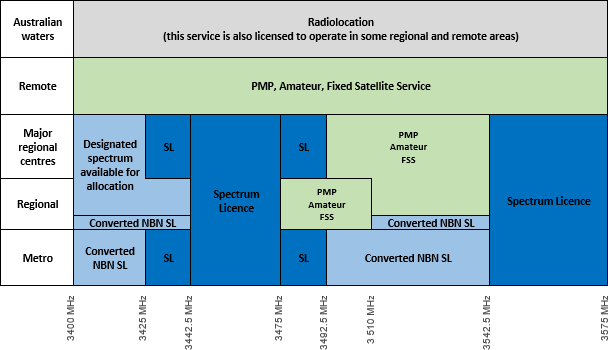 Australian
waters
Radiolocation
(this service is also licensed to operate in some regional and remote areas)
Remote
PMP, Amateur, Fixed Satellite Service
Major
regional
centres
Designated
spectrum
available for
allocation
SL
Spectrum
Licence
SL
PMP
Amateur
FSS
Spectrum Licence
Regional
PMP
Amateur
FSS
Converted NBN SL
Converted NBN SL
Metro
Converted
NBN SL
SL
SL
Converted NBN SL
3400 MHz
3425 MHz
3442.5 MHz
3475 MHz
3492.5 MHz
3 510 MHz
3542.5 MHz
3575 MHz